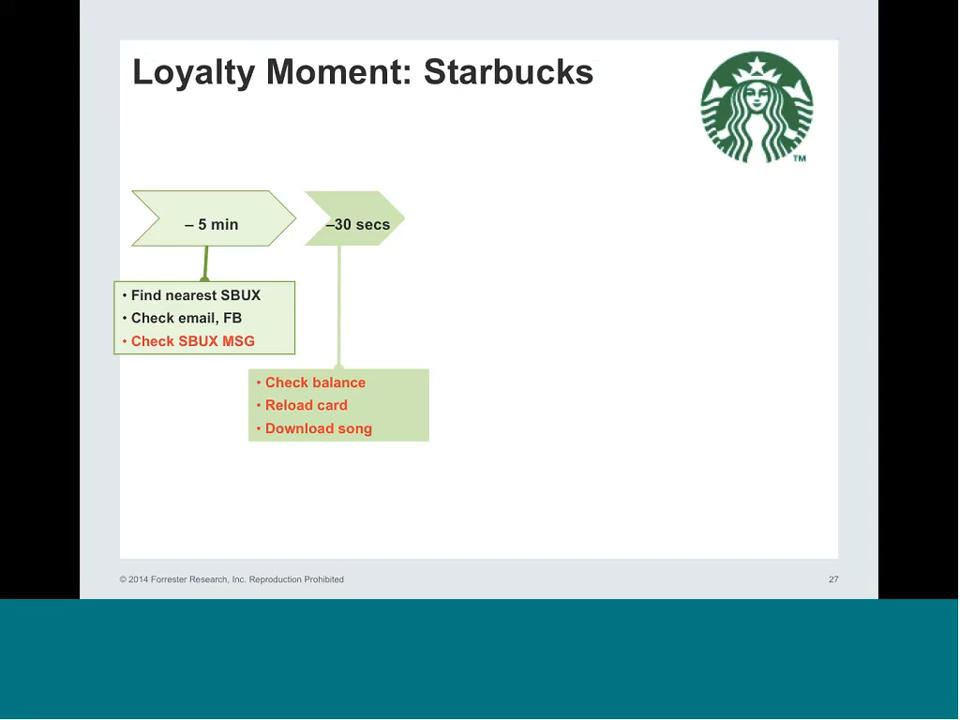 Loyalty Moment: Starbucks
TM
– 5 min
–30 secs
• Find nearest SBUX
• Check email, FB
• Check SBUX MSG
• Check balance
• Reload card
• Download song
© 2014 Forrester Research, Inc. Reproduction Prohibited
27